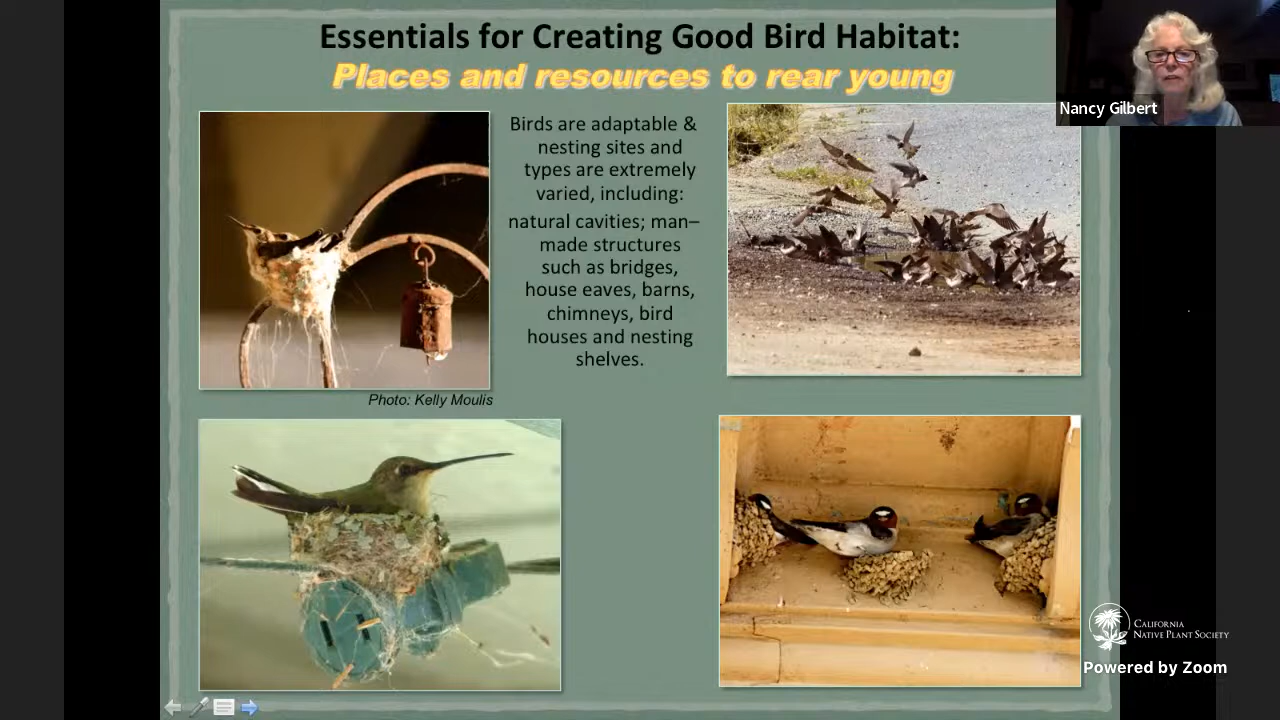 Essentials for Creating Good Bird Habitat:
Places and resources to rear young
Nancy Gilbert
Birds are adaptable &
nesting sites and
types are extremely
varied, including:
natural cavities; man–
made structures
such as bridges,
house eaves, barns,
chimneys, bird
houses and nesting
shelves.
Photo: Kelly Moulis
CALIFORNIA
NATIVE PLANT SOCIETY
Powered by Zoom